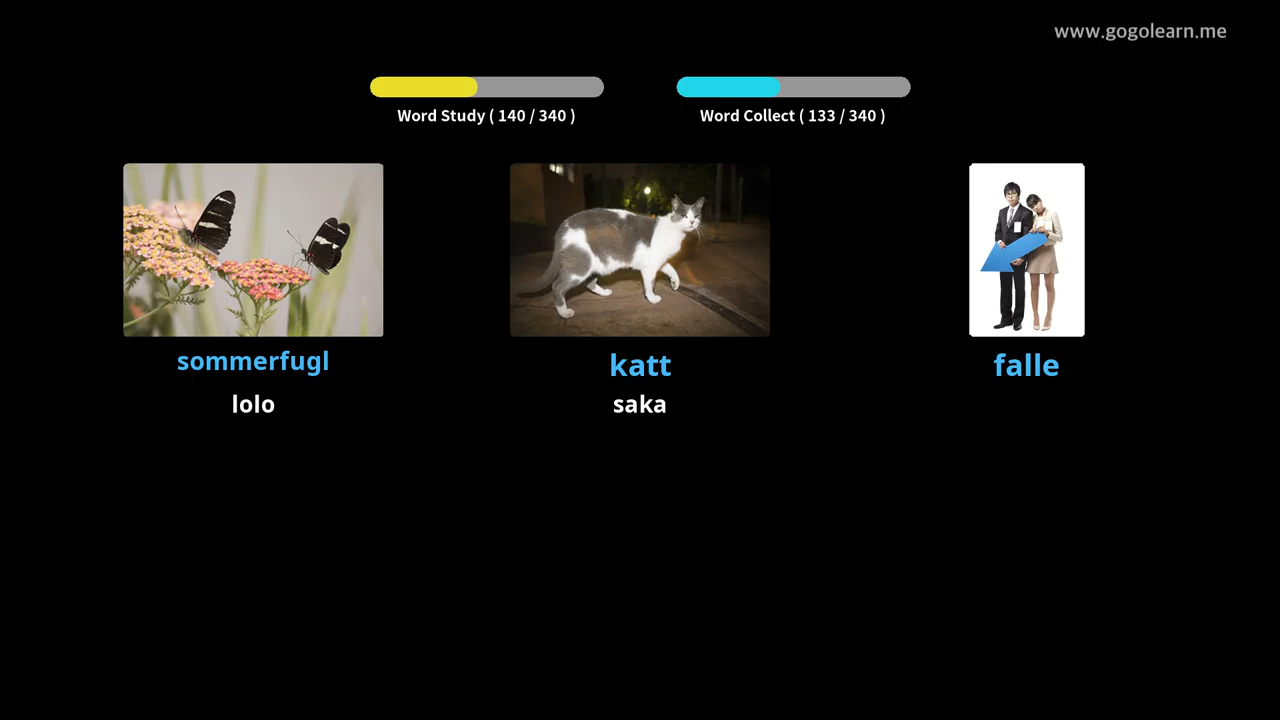 www.gogolearn.me
Word Study ( 140 / 340 )
Word Collect ( 133 / 340 )
sommerfugl
katt
falle
lolo
saka